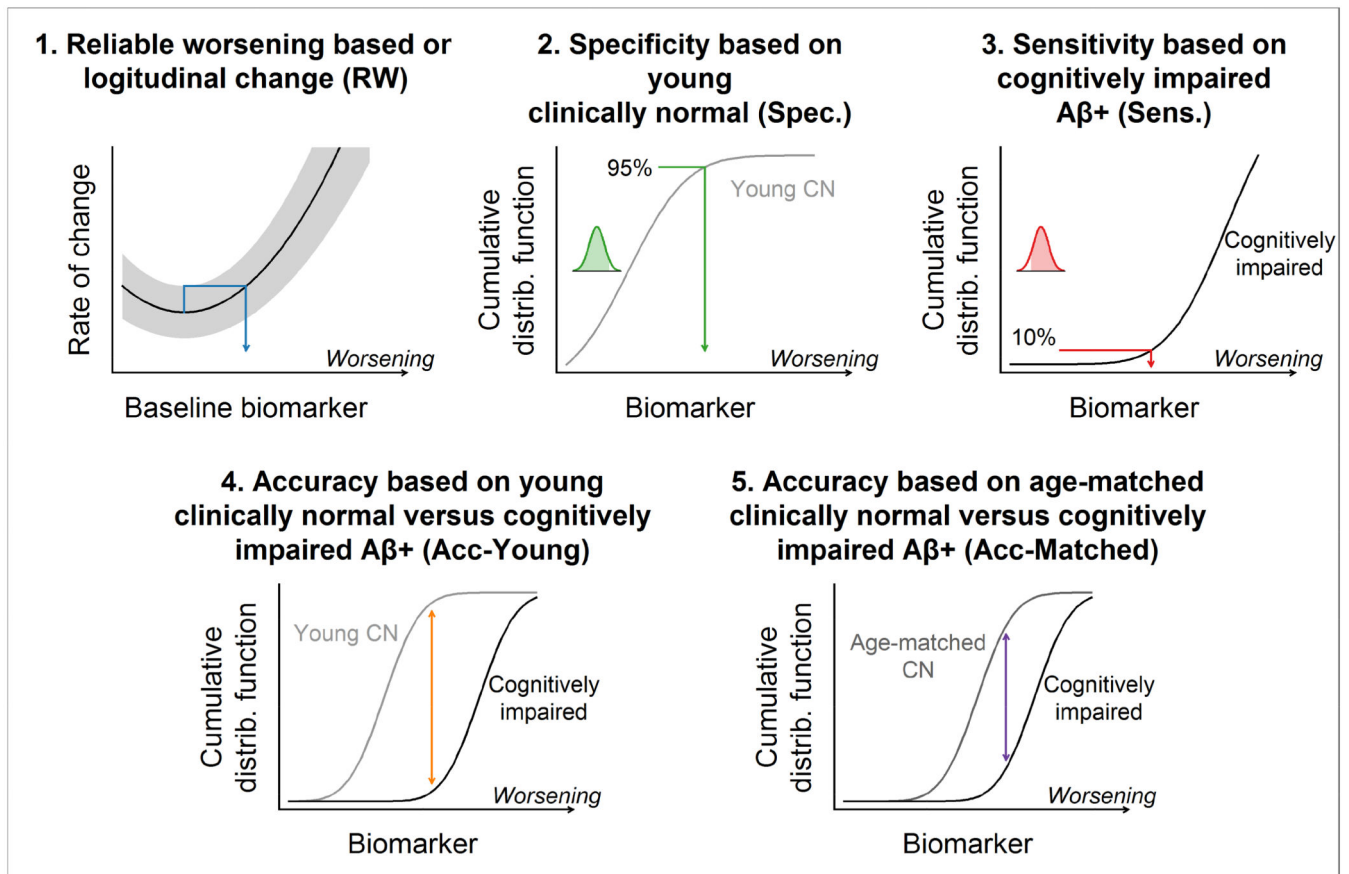 1. Reliable worsening based or
logitudinal change (RW)
Rate of change
Worsening
Baseline biomarker
2. Specificity based on
young
clinically normal (Spec.)
Cumulative
distrib. function
95%
Young CN
Worsening
Biomarker
3. Sensitivity based on
cognitively impaired
Aβ+ (Sens.)
Cumulative
distrib. function
Cognitively
impaired
10%
Worsening
Biomarker
4. Accuracy based on young
clinically normal versus cognitively
impaired Aβ+ (Acc-Young)
Cumulative
distrib. function
Young CN
Cognitively
impaired
Worsening
Biomarker
5. Accuracy based on age-matched
clinically normal versus cognitively
impaired Aβ+ (Acc-Matched)
Cumulative
distrib. function
Age-matched
CN
Cognitively
impaired
Worsening
Biomarker